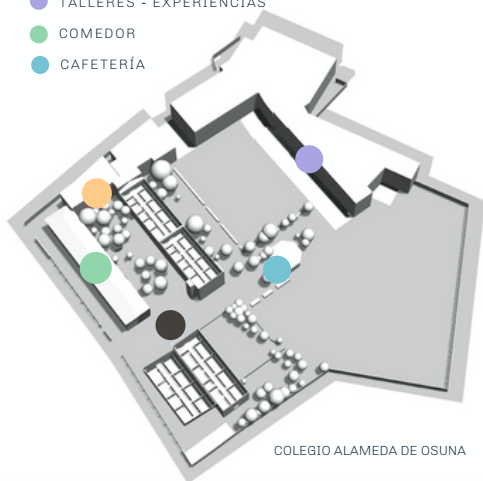 TALLERES - EXPERIENCIAS
COMEDOR
CAFETERÍA
COLEGIO ALAMEDA DE OSUNA